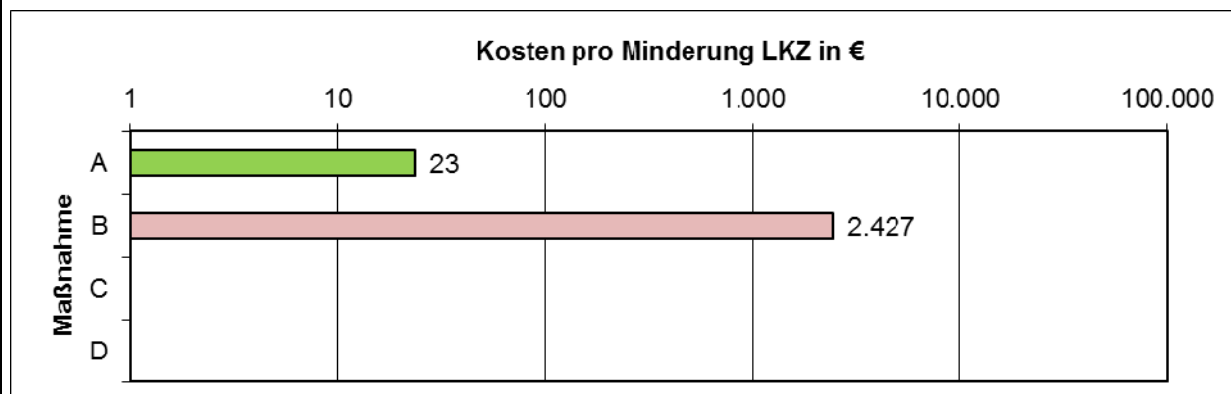 Kosten pro Minderung LKZ in €
1 10 100 1.000 10.000 100.000
Maßnahme
A 23
B 2.427
C
D